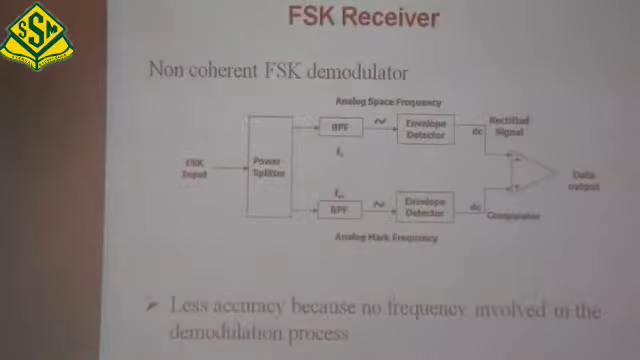 SSM
FSK Receiver
Non coherent FSK demodulator
Analog Space Frequency
BPF
Envelope
Detector
dc
Rectified
Signal
FSK
Input
Power
Splitter
Data
output
BPF
Envelope
Detector
dc
Comparator
Analog Mark Frequency
➢ Less accuracy because no frequency involved in the
demodulation process